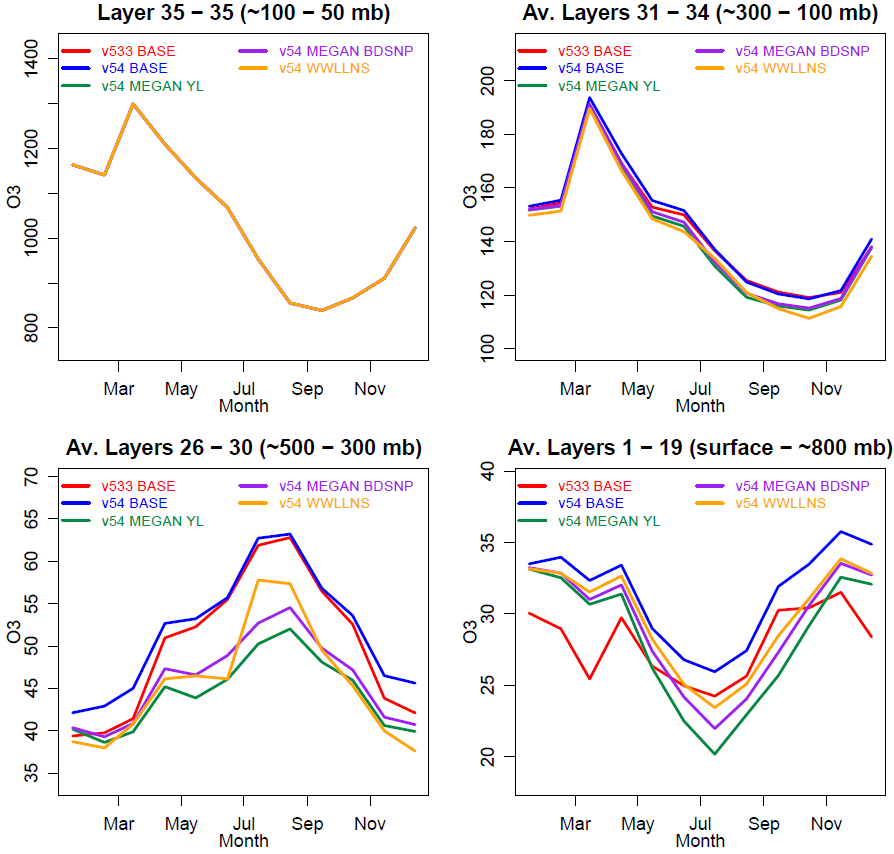 Layer 35 − 35 (~100 − 50 mb)
v533 BASE
v54 BASE
v54 MEGAN YL
v54 MEGAN BDSNP
v54 WWLLNS
1400
1200
1000
800
O3
Mar May Jul Sep Nov
Month
Av. Layers 31 − 34 (~300 − 100 mb)
v533 BASE
v54 BASE
v54 MEGAN YL
v54 MEGAN BDSNP
v54 WWLLNS
200
180
160
140
120
100
O3
Mar May Jul Sep Nov
Month
Av. Layers 26 − 30 (~500 − 300 mb)
v533 BASE
v54 BASE
v54 MEGAN YL
v54 MEGAN BDSNP
v54 WWLLNS
70
65
60
55
50
45
40
35
O3
Mar May Jul Sep Nov
Month
Av. Layers 1 − 19 (surface − ~800 mb)
v533 BASE
v54 BASE
v54 MEGAN YL
v54 MEGAN BDSNP
v54 WWLLNS
40
35
30
25
20
O3
Mar May Jul Sep Nov
Month